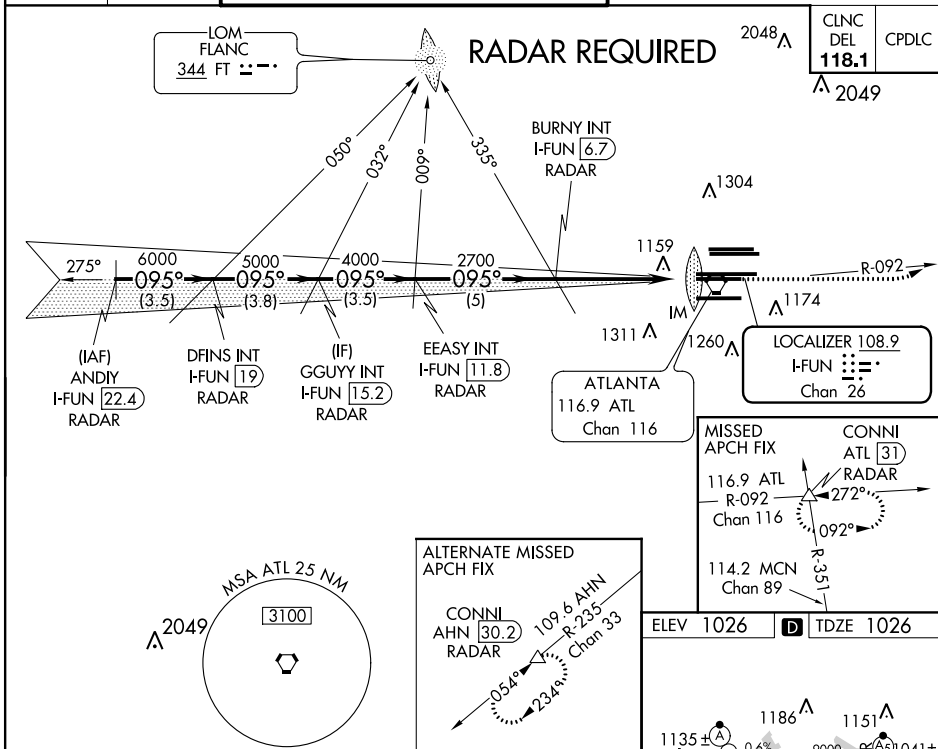 LOM
FLANC
344 FT
RADAR REQUIRED
2048
CLNC
DEL
118.1
CPDLC
2049
BURNY INT
I-FUN 6.7
RADAR
050°
032°
009°
335°
1304
1159
275°
6000
095°
(3.5)
5000
095°
(3.8)
4000
095°
(3.5)
2700
095°
(5)
R-092
IM
1174
1311
1260
(IAF)
ANDIY
I-FUN 22.4
RADAR
DFINS INT
I-FUN 19
RADAR
(IF)
GGUYY INT
I-FUN 15.2
RADAR
EEASY INT
I-FUN 11.8
RADAR
ATLANTA
116.9 ATL
Chan 116
LOCALIZER 108.9
I-FUN
Chan 26
MISSED
APCH FIX
CONNI
ATL 31
RADAR
116.9 ATL
R-092
Chan 116
272°
092°
R-351
114.2 MCN
Chan 89
MSA ATL 25 NM
3100
2049
ALTERNATE MISSED
APCH FIX
CONNI
AHN 30.2
RADAR
109.6 AHN
R-235
Chan 33
054°
234°
ELEV 1026
D
TDZE 1026
1186
1151
1135±
A
0.6%
9000
A5
1041±